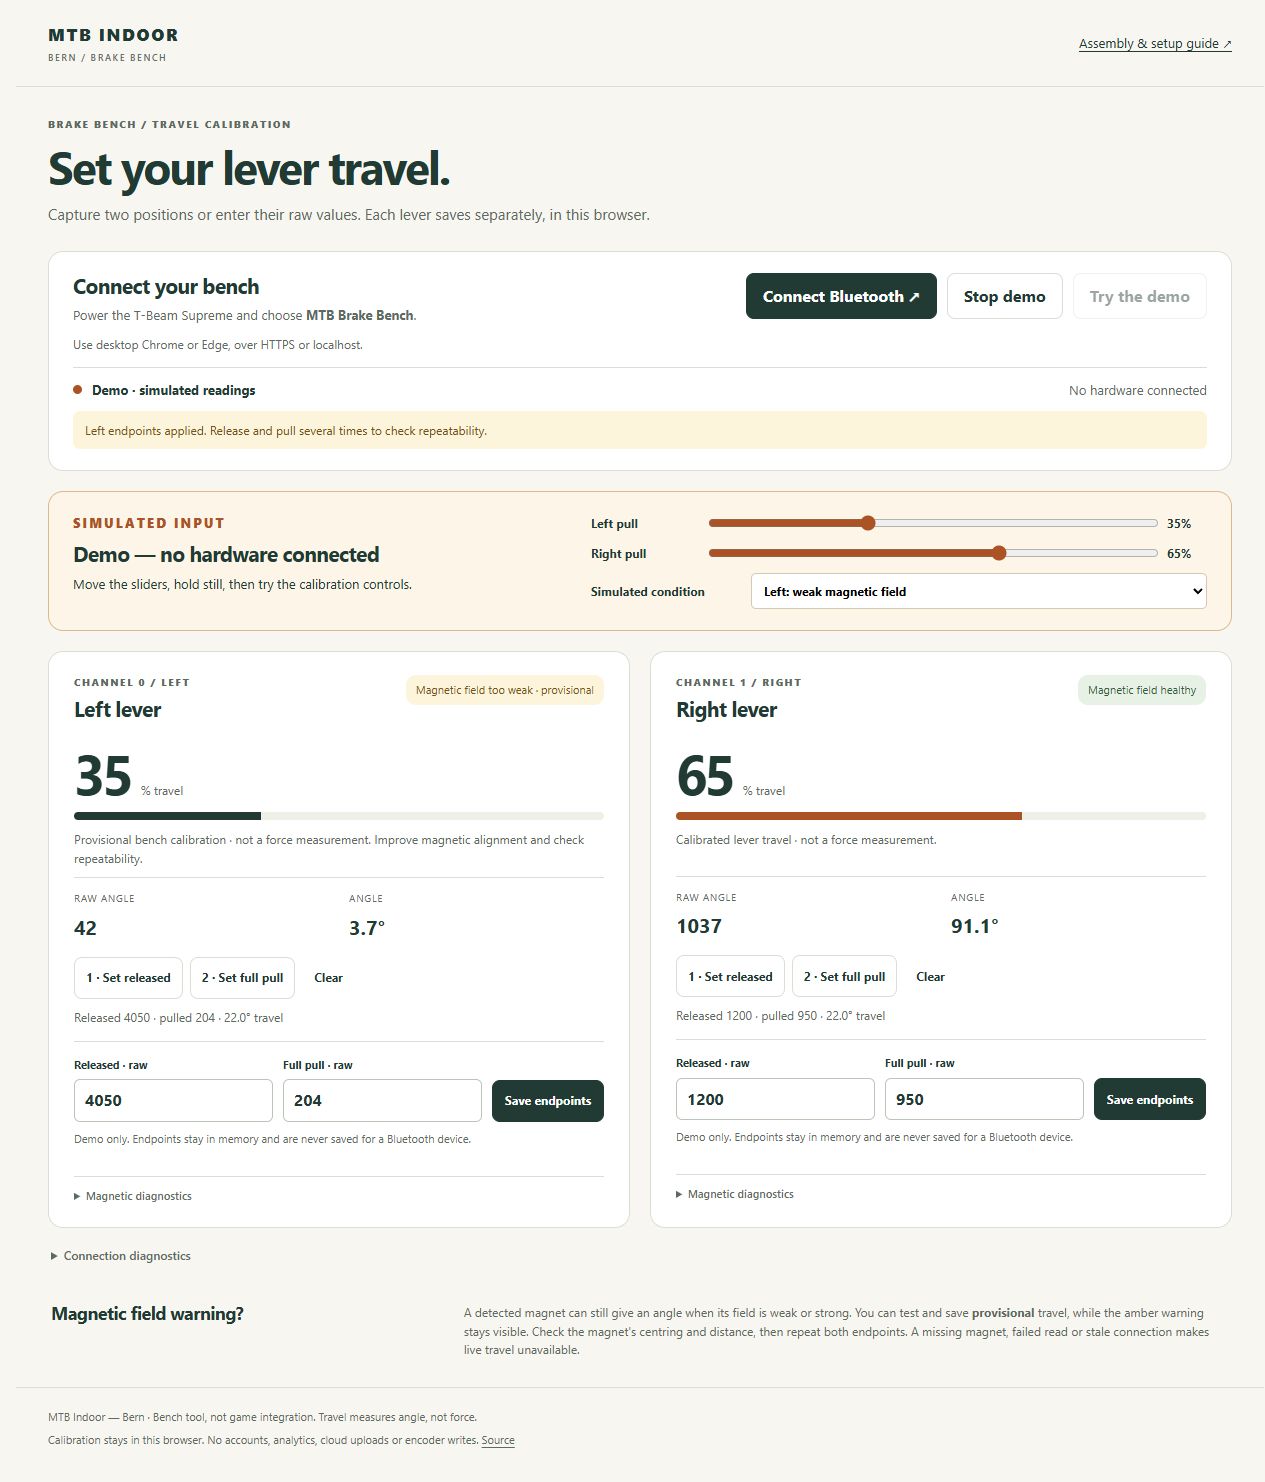 MTB INDOOR
BERN / BRAKE BENCH
Assembly & setup guide ↗
BRAKE BENCH / TRAVEL CALIBRATION
Set your lever travel.
Capture two positions or enter their raw values. Each lever saves separately, in this browser.
Connect your bench
Power the T-Beam Supreme and choose MTB Brake Bench.
Use desktop Chrome or Edge, over HTTPS or localhost.
Connect Bluetooth ↗
Stop demo
Try the demo
Demo · simulated readings
No hardware connected
Left endpoints applied. Release and pull several times to check repeatability.
SIMULATED INPUT
Demo — no hardware connected
Move the sliders, hold still, then try the calibration controls.
Left pull
35%
Right pull
65%
Simulated condition
Left: weak magnetic field
CHANNEL 0 / LEFT
Left lever
Magnetic field too weak · provisional
35 % travel
Provisional bench calibration · not a force measurement. Improve magnetic alignment and check
repeatability.
RAW ANGLE
ANGLE
42
3.7°
1 · Set released
2 · Set full pull
Clear
Released 4050 · pulled 204 · 22.0° travel
Released · raw
Full pull · raw
4050
204
Save endpoints
Demo only. Endpoints stay in memory and are never saved for a Bluetooth device.
▶ Magnetic diagnostics
CHANNEL 1 / RIGHT
Right lever
Magnetic field healthy
65 % travel
Calibrated lever travel · not a force measurement.
RAW ANGLE
ANGLE
1037
91.1°
1 · Set released
2 · Set full pull
Clear
Released 1200 · pulled 950 · 22.0° travel
Released · raw
Full pull · raw
1200
950
Save endpoints
Demo only. Endpoints stay in memory and are never saved for a Bluetooth device.
▶ Magnetic diagnostics
▶ Connection diagnostics
Magnetic field warning?
A detected magnet can still give an angle when its field is weak or strong. You can test and save provisional travel, while the amber warning
stays visible. Check the magnet's centring and distance, then repeat both endpoints. A missing magnet, failed read or stale connection makes
live travel unavailable.
MTB Indoor — Bern · Bench tool, not game integration. Travel measures angle, not force.
Calibration stays in this browser. No accounts, analytics, cloud uploads or encoder writes. Source